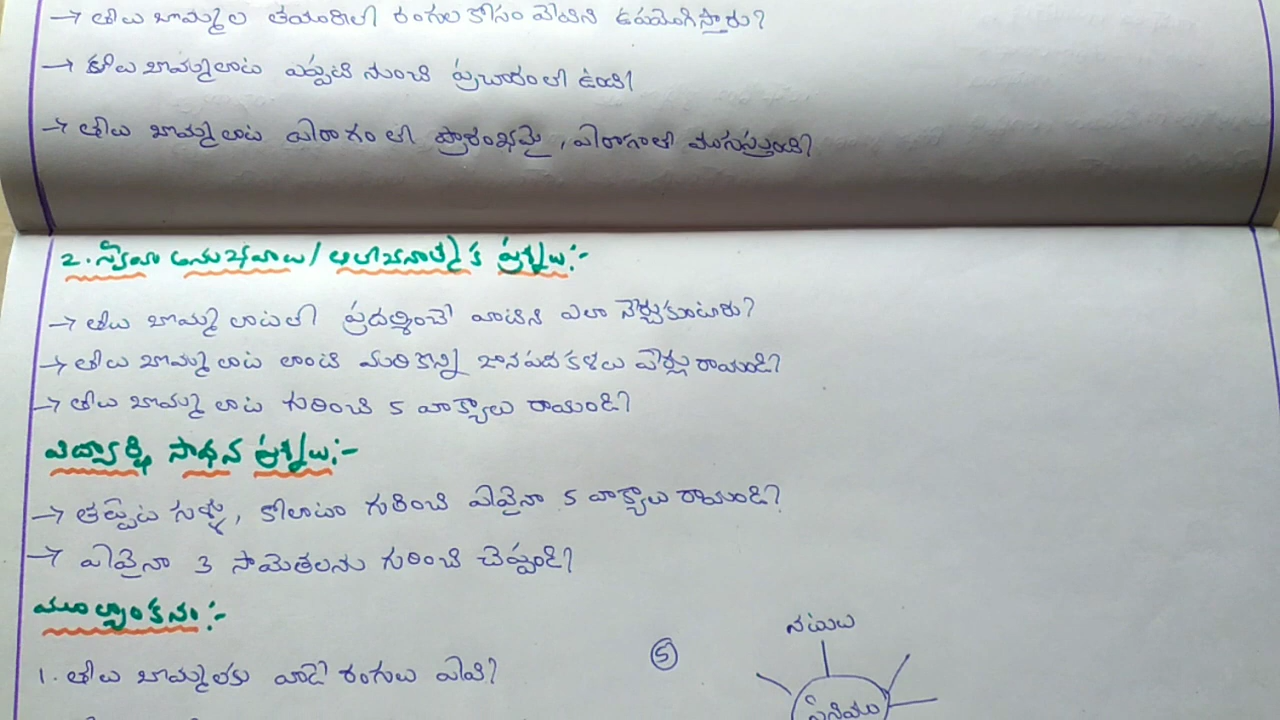 → తోలు బొమ్మల తయారీలో రంగుల కోసం వేటిని ఉపయోగిస్తారు?
→ తోలు బొమ్మలాట ఎప్పటి నుంచి ప్రచారంలో ఉంది?
→ తోలు బొమ్మలాట ఏరాగం లో ప్రారంభమై, ఏరాగంతో ముగుస్తుంది?
2. స్వీయ అనుభవాలు/ ఆలోచనాత్మక ప్రశ్నలు:-
→ తోలు బొమ్మలాటలో ప్రదర్శించే వాటిని ఎలా నేర్చుకుంటారు?
→ తోలు బొమ్మలాట లాంటి మరికొన్ని జానపద కళలు పేర్లు రాయండి?
→ తోలు బొమ్మలాట గురించి 5 వాక్యాలు రాయండి?
విద్యార్థి సాధన ప్రశ్నలు:-
→ తప్పెట గుళ్ళు, కోలాటం గురించి ఏవైనా 5 వాక్యాలు రాయండి?
→ ఏవైనా 3 సామెతలను గురించి చెప్పండి?
మూల్యాంకనం:-
1. తోలు బొమ్మలకు వాడే రంగులు ఏవి?
5
నటులు
సినిమా